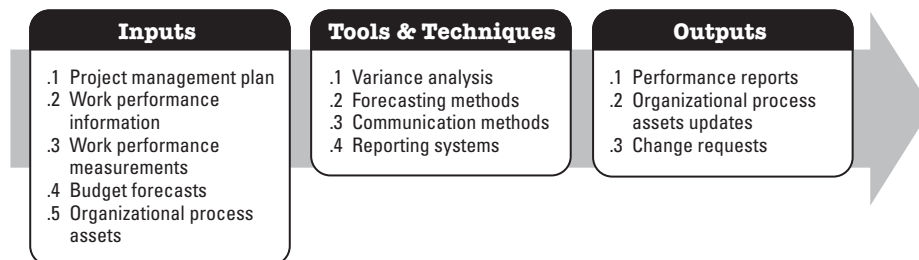 Inputs
.1 Project management plan
.2 Work performance
information
.3 Work performance
measurements
.4 Budget forecasts
.5 Organizational process
assets
Tools & Techniques
.1 Variance analysis
.2 Forecasting methods
.3 Communication methods
.4 Reporting systems
Outputs
.1 Performance reports
.2 Organizational process
assets updates
.3 Change requests